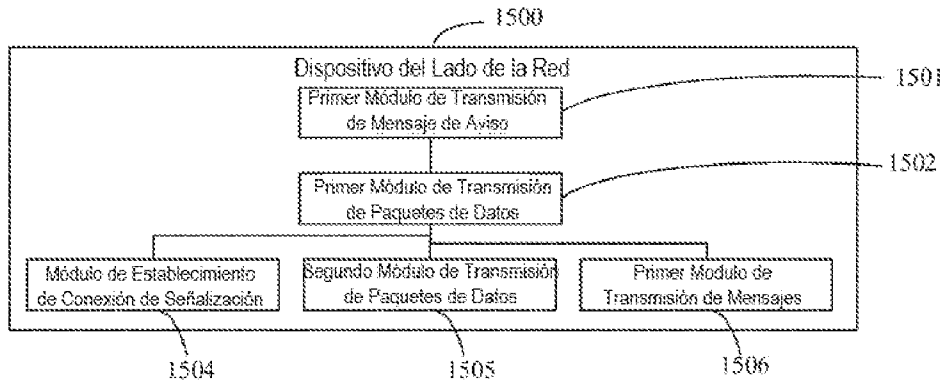 1500
Dispositivo del Lado de la Red
Primer Módulo de Transmisión
de Mensaje de Aviso
1501
Primer Módulo de Transmisión
de Paquetes de Datos
1502
Módulo de Establecimiento
de Conexión de Señalización
Segundo Módulo de Transmisión
de Paquetes de Datos
Primer Modulo de
Transmisión de Mensajes
1504
1505
1506